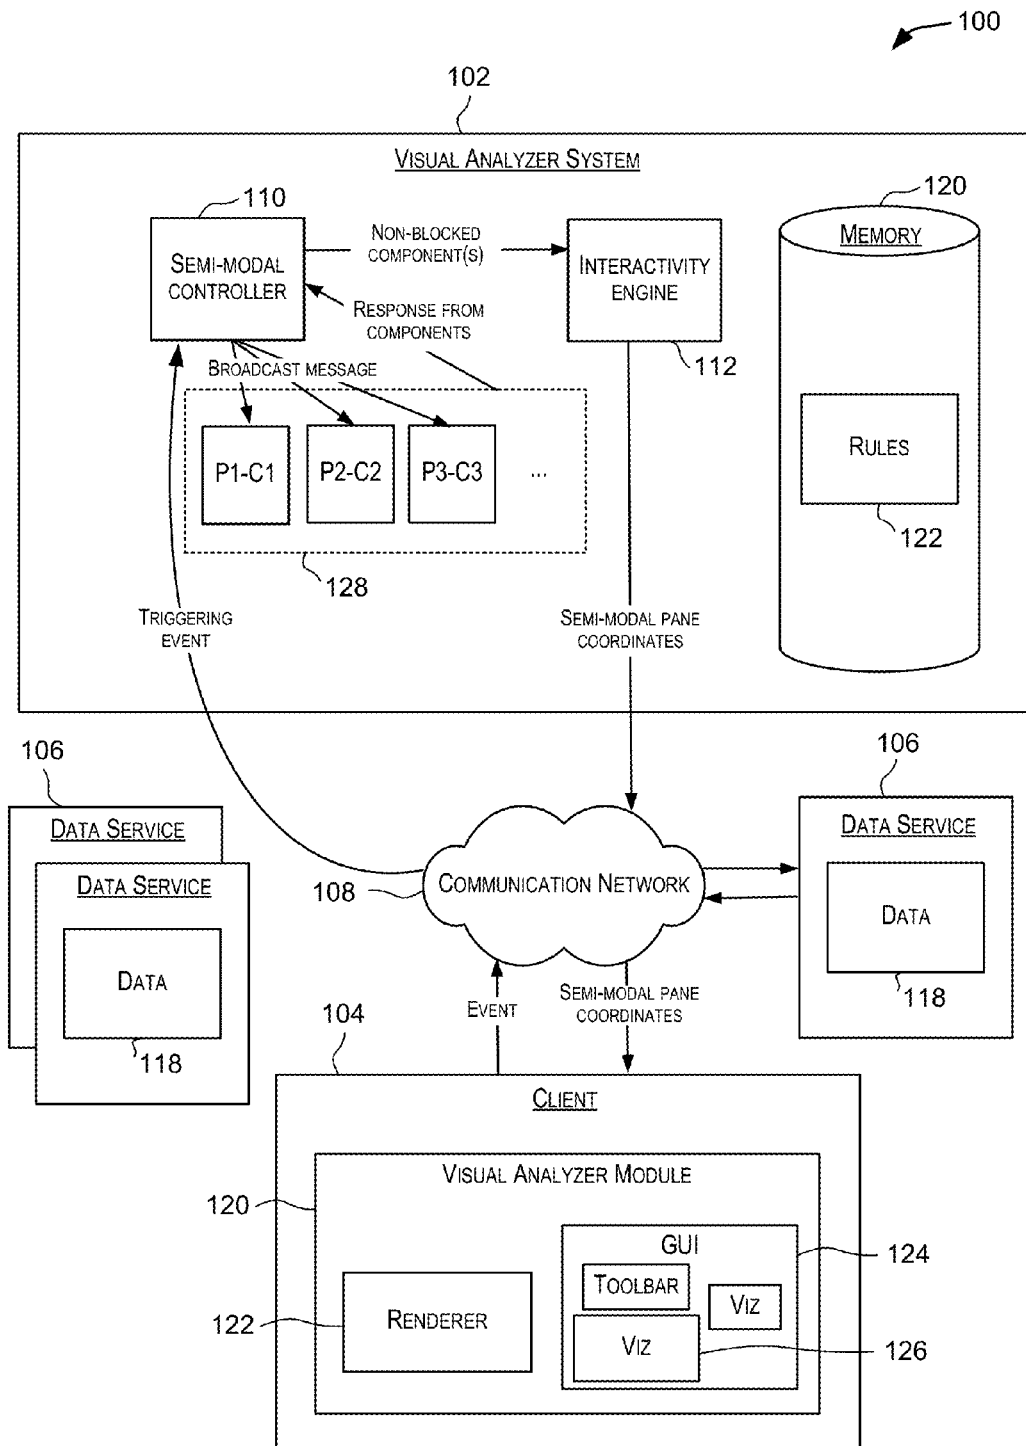 100
102
VISUAL ANALYZER SYSTEM
110
120
NON-BLOCKED
COMPONENT(S)
MEMORY
SEMI-MODAL
CONTROLLER
INTERACTIVITY
ENGINE
RESPONSE FROM
COMPONENTS
112
BROADCAST MESSAGE
P1-C1
P2-C2
P3-C3
...
RULES
122
128
TRIGGERING
EVENT
SEMI-MODAL PANE
COORDINATES
106
DATA SERVICE
DATA SERVICE
DATA
118
108
COMMUNICATION NETWORK
106
DATA SERVICE
DATA
118
EVENT
SEMI-MODAL PANE
COORDINATES
104
CLIENT
VISUAL ANALYZER MODULE
120
GUI
124
TOOLBAR
VIZ
122
RENDERER
VIZ
126